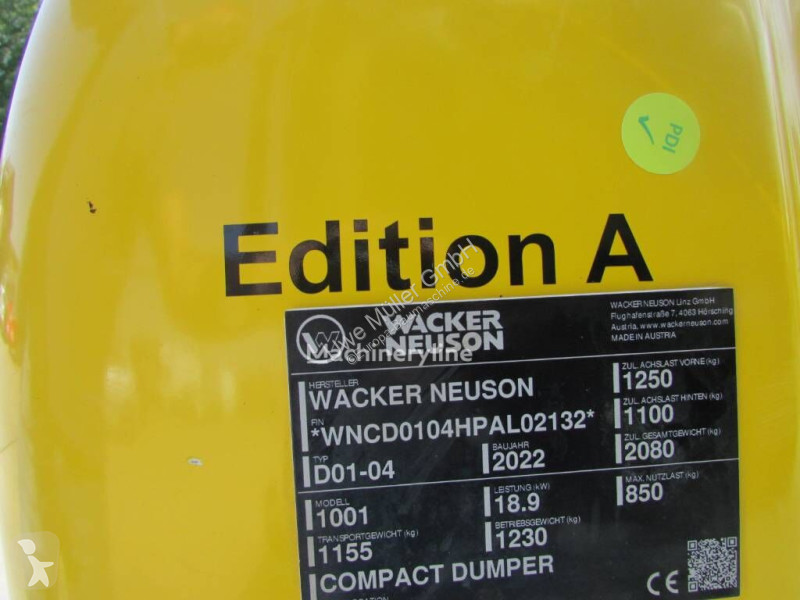 PDI
Edition A
WACKER
NEUSON
WACKER NEUSON Linz GmbH
Flughafenstraße 7, 4063 Hörsching
Austria, www.wackerneuson.com
MADE IN AUSTRIA
Uwe Müller GmbH
Machineryline
HERSTELLER
WACKER NEUSON
FIN
*WNCD0104HPAL02132*
TYP
D01-04
BAUJAHR
2022
MODELL
1001
LEISTUNG (kW)
18.9
TRANSPORTGEWICHT (kg)
1155
BETRIEBSGEWICHT (kg)
1230
COMPACT DUMPER
ZUL. ACHSLAST VORNE (kg)
1250
ZUL. ACHSLAST HINTEN (kg)
1100
ZUL. GESAMTGEWICHT (kg)
2080
MAX. NUTZLAST (kg)
850
CE